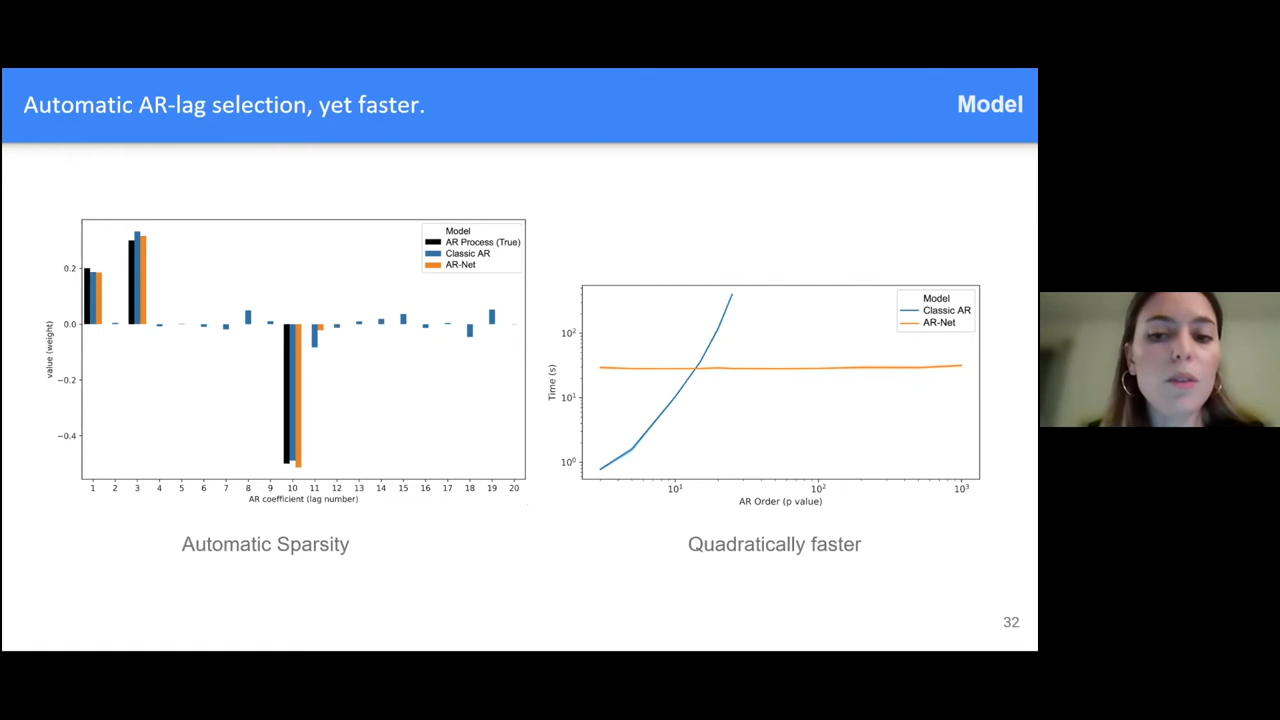 Automatic AR-lag selection, yet faster.
Model
Model
AR Process (True)
Classic AR
AR-Net
0.2
0.0
−0.2
−0.4
value (weight)
1 2 3 4 5 6 7 8 9 10 11 12 13 14 15 16 17 18 19 20
AR coefficient (lag number)
Automatic Sparsity
Model
Classic AR
AR-Net
10²
10¹
10⁰
Time (s)
10¹ 10² 10³
AR Order (p value)
Quadratically faster
32